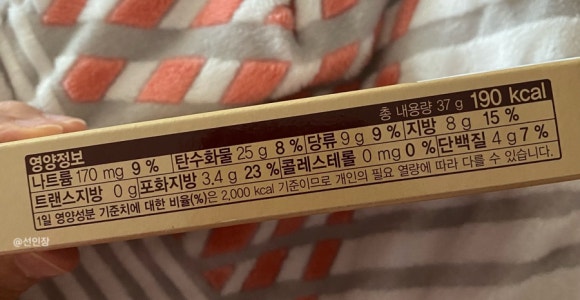 영양정보 총 내용량 37 g 190 kcal
나트륨 170 mg 9 % 탄수화물 25 g 8 % 당류 9 g 9 % 지방 8 g 15 %
트랜스지방 0 g 포화지방 3.4 g 23 % 콜레스테롤 0 mg 0 % 단백질 4 g 7 %
1일 영양성분 기준치에 대한 비율(%)은 2,000 kcal 기준이므로 개인의 필요 열량에 따라 다를 수 있습니다.
@선인장